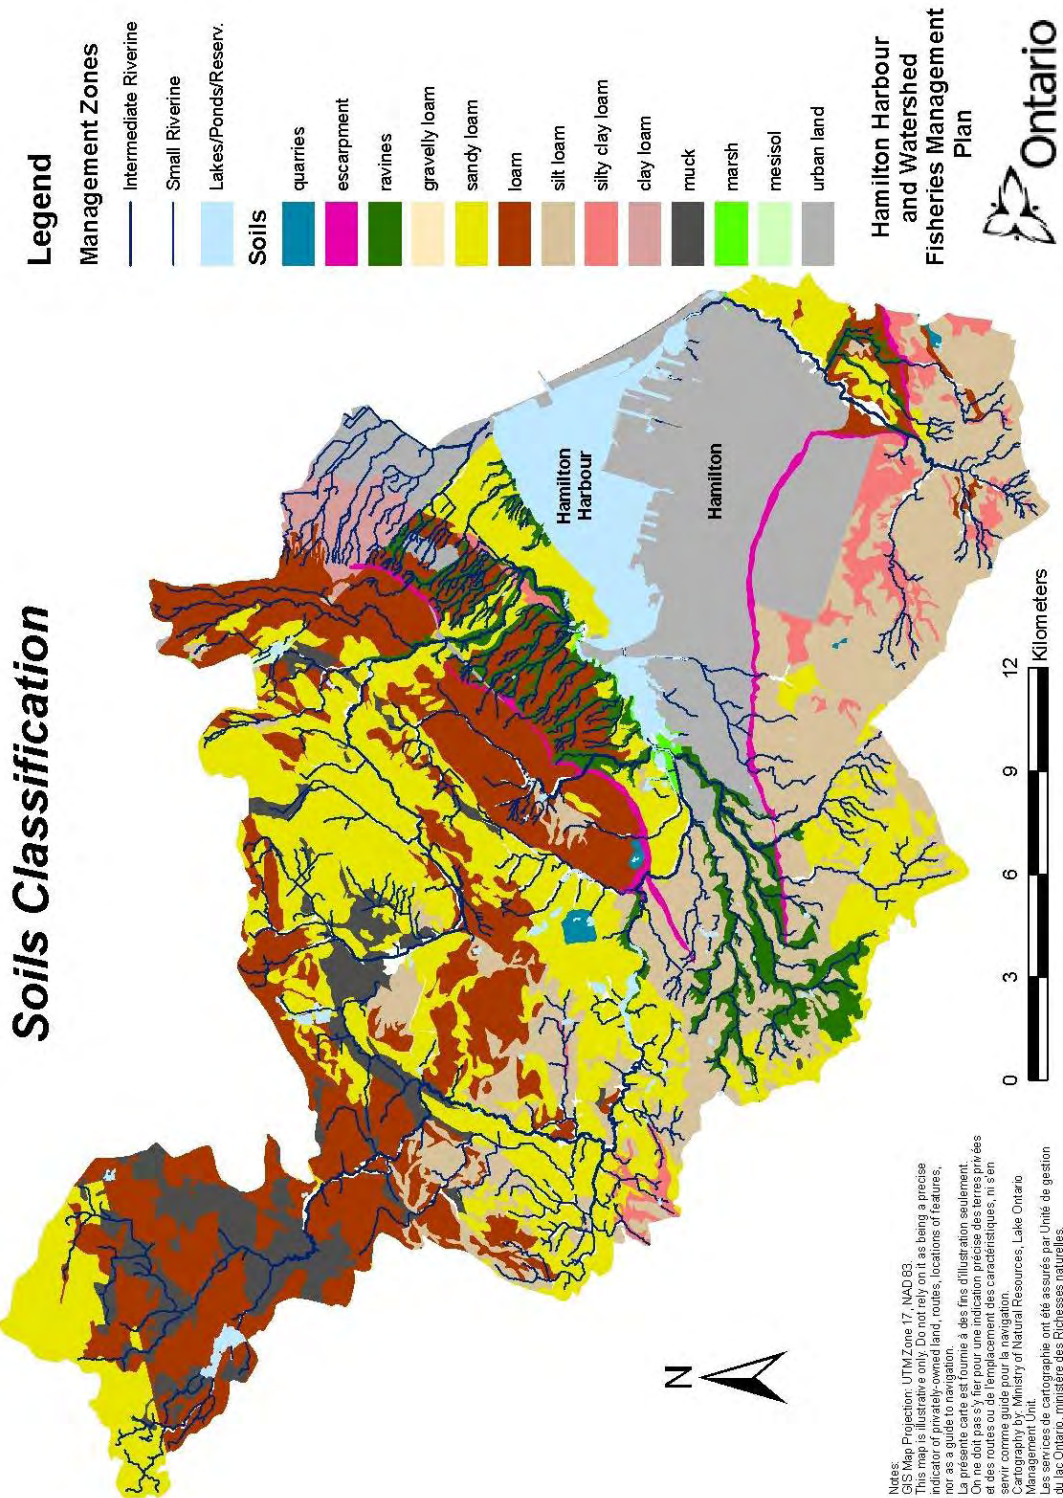 Soils Classification
Legend
Management Zones
Intermediate Riverine
Small Riverine
Lakes/Ponds/Reserv.
Soils
quarries
escarpment
ravines
gravelly loam
sandy loam
loam
silt loam
silty clay loam
clay loam
muck
marsh
mesisol
urban land
Hamilton
Harbour
Hamilton
N
0 3 6 9 12
Kilometers
Hamilton Harbour
and Watershed
Fisheries Management
Plan
Ontario
Notes:
GIS Map Projection: UTM Zone 17, NAD 83.
This map is illustrative only. Do not rely on it as being a precise
indicator of privately-owned land, routes, locations of features,
nor as a guide to navigation.
La présente carte est fournie à des fins d'illustration seulement.
On ne doit pas s'y fier pour une indication précise des terres privées
et des routes ou de l'emplacement des caractéristiques, ni s'en
servir comme guide pour la navigation.
Cartography by: Ministry of Natural Resources, Lake Ontario
Management Unit.
Les services de cartographie ont été assurés par Unité de gestion
du lac Ontario, ministère des Richesses naturelles.